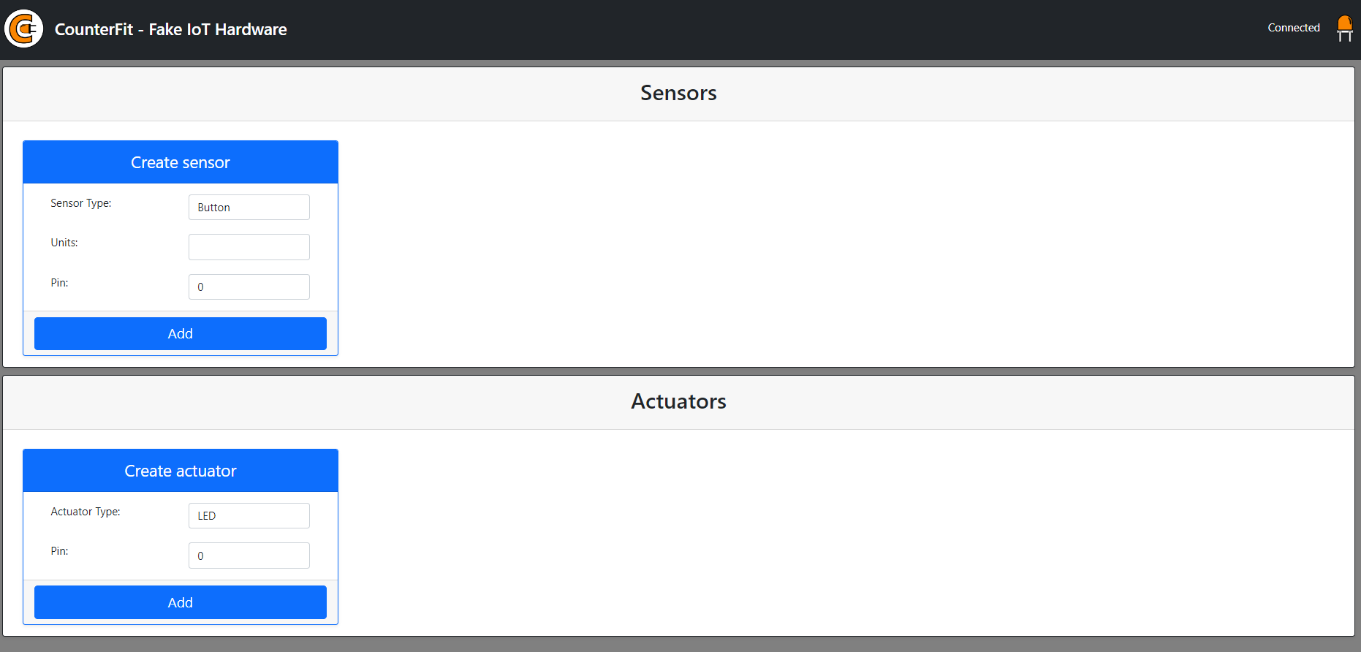 CounterFit - Fake IoT Hardware
Connected
Sensors
Create sensor
Sensor Type:
Button
Units:
Pin:
0
Add
Actuators
Create actuator
Actuator Type:
LED
Pin:
0
Add